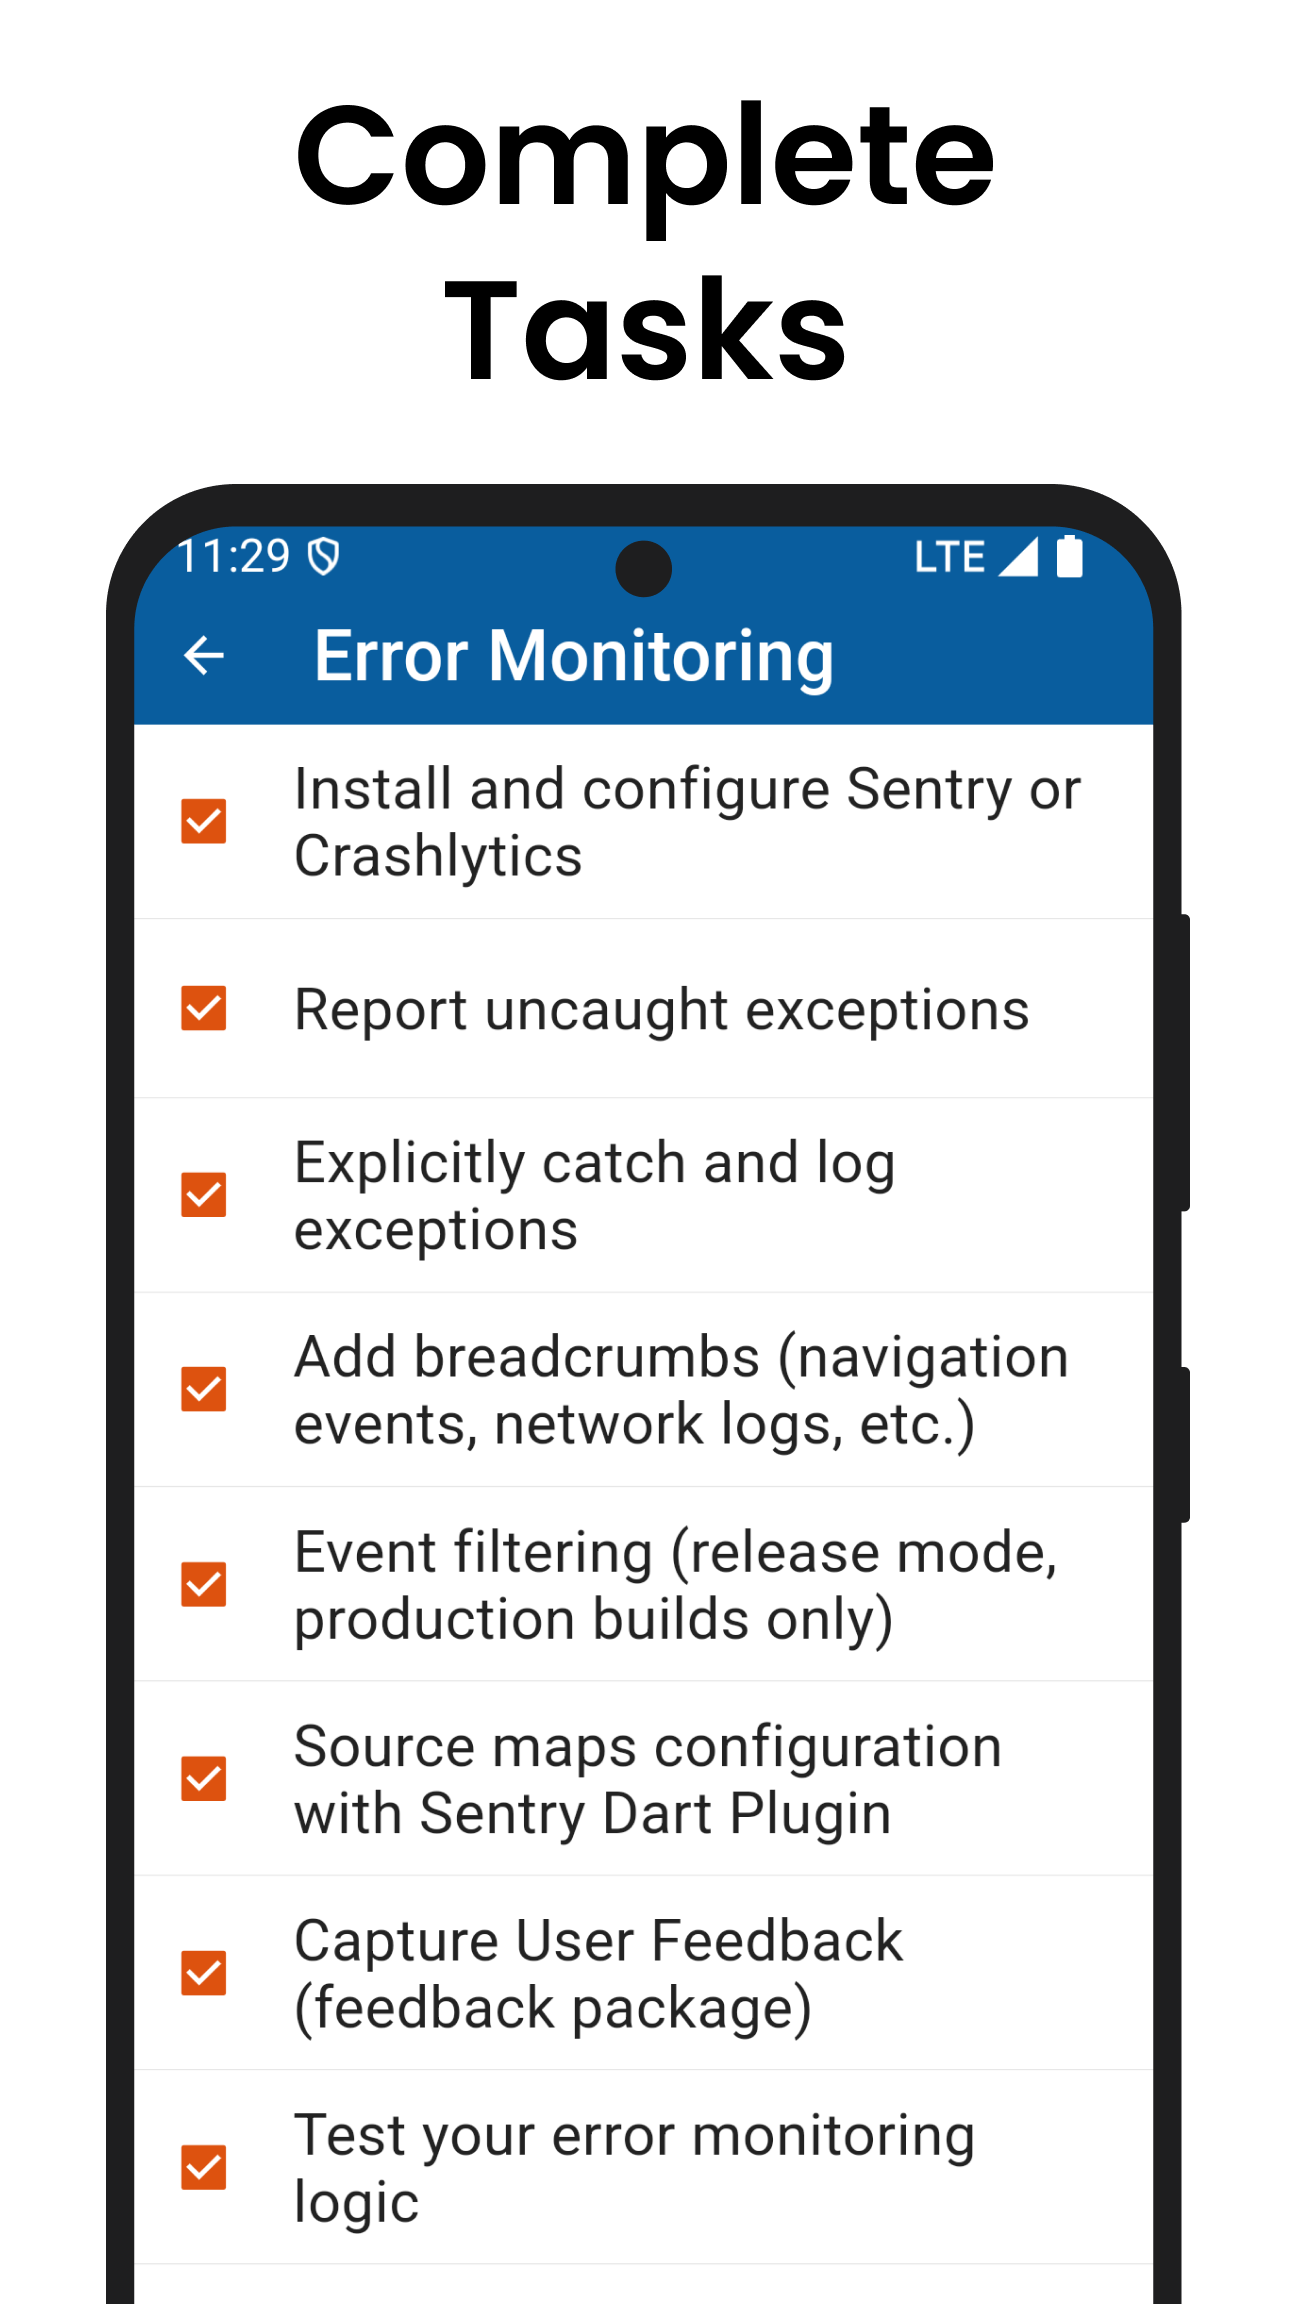 Complete
Tasks
11:29
LTE
Error Monitoring
Install and configure Sentry or
Crashlytics
Report uncaught exceptions
Explicitly catch and log
exceptions
Add breadcrumbs (navigation
events, network logs, etc.)
Event filtering (release mode,
production builds only)
Source maps configuration
with Sentry Dart Plugin
Capture User Feedback
(feedback package)
Test your error monitoring
logic